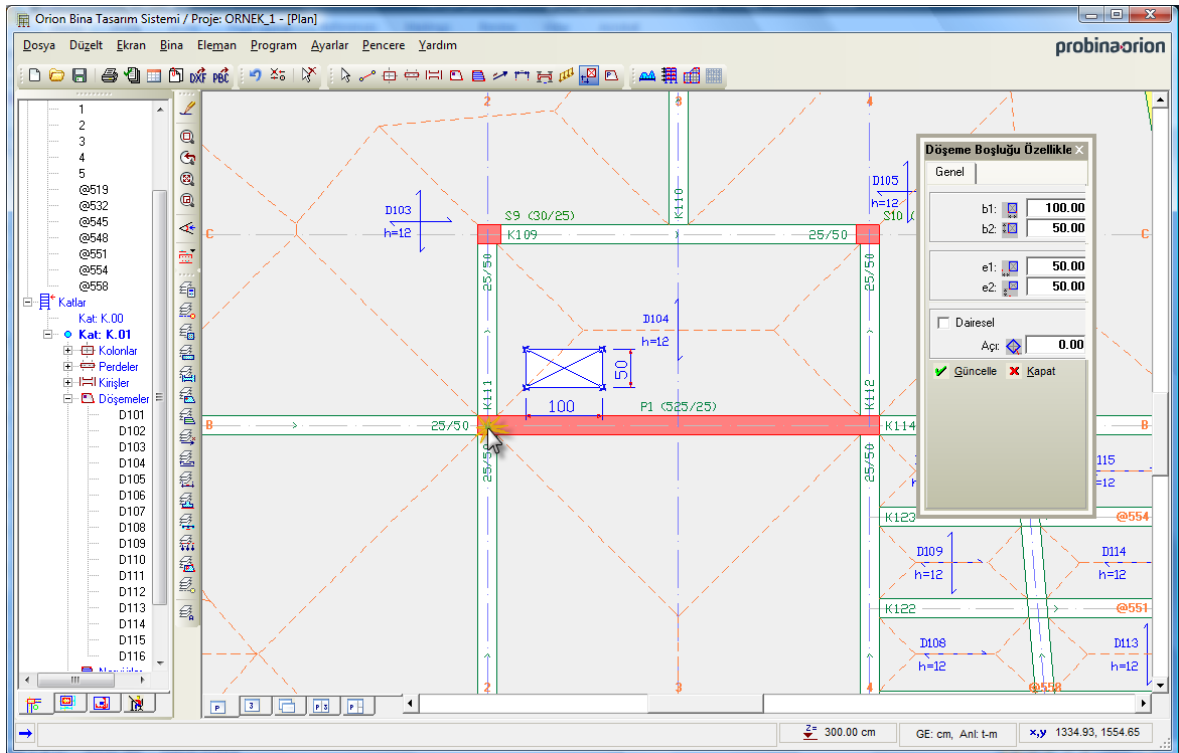 Orion Bina Tasarım Sistemi / Proje: ORNEK_1 - [Plan]
Dosya Düzelt Ekran Bina Eleman Program Ayarlar Pencere Yardım
probina orion
DXF PBC
1
2
3
4
5
@519
@532
@545
@548
@551
@554
@558
Katlar
Kat: K.00
Kat: K.01
Kolonlar
Perdeler
Kirişler
Döşemeler
D101
D102
D103
D104
D105
D106
D107
D108
D109
D110
D111
D112
D113
D114
D115
D116
2 3 4
D103
h=12
S9 (30/25)
K110
D105
h=12
S10
C K109 25/50 C
25/50 25/50
D104
h=12
50
100
K111 K112
P1 (525/25)
B 25/50 K114 B
25/50 25/50
115
=12
K123 @554
D109
h=12
D114
h=12
K122 @551
D108
h=12
D113
h=12
@558
2 3 4
Döşeme Boşluğu Özellikle
Genel
b1: 100.00
b2: 50.00
e1: 50.00
e2: 50.00
Dairesel
Açı: 0.00
Güncelle Kapat
P 3 P 3 P
Z= 300.00 cm
GE: cm, Anl: t-m
x,y 1334.93, 1554.65